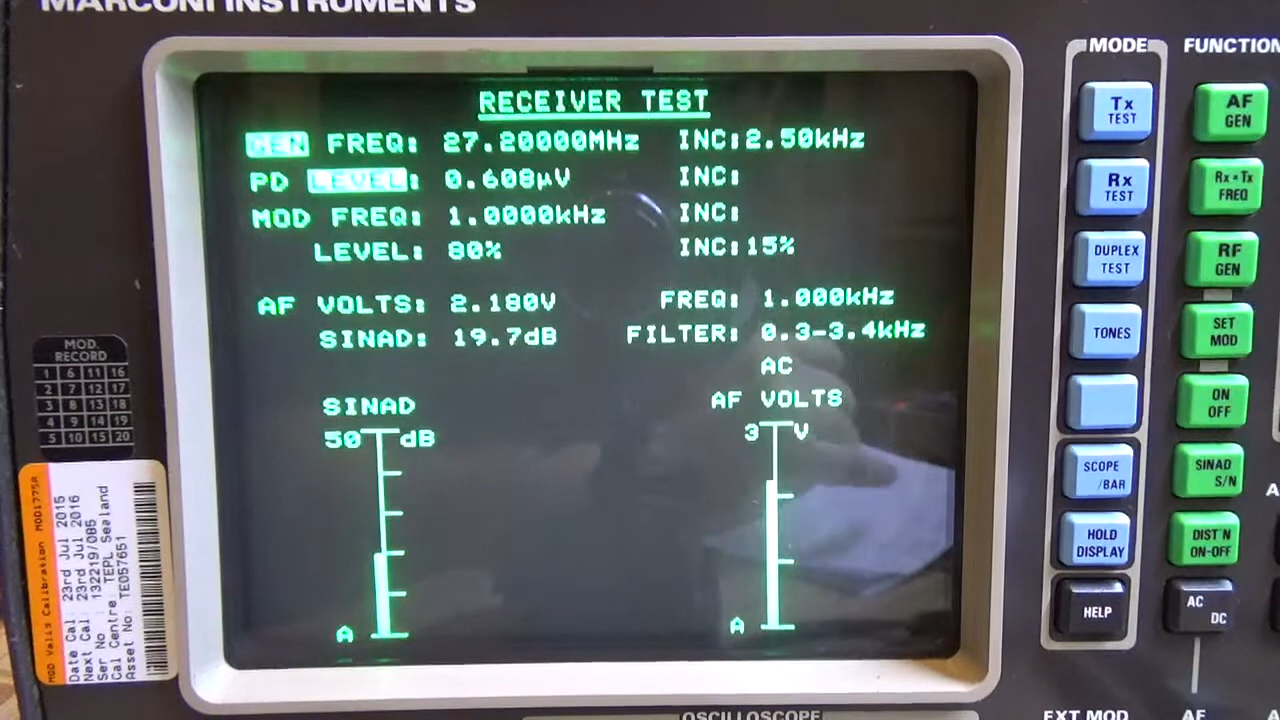 MARCONI INSTRUMENTS
RECEIVER TEST
GEN FREQ: 27.20000MHz INC:2.50kHz
PD LEVEL: 0.608µV INC:
MOD FREQ: 1.0000kHz INC:
LEVEL: 80% INC:15%
AF VOLTS: 2.180V FREQ: 1.000kHz
SINAD: 19.7dB FILTER: 0.3-3.4kHz
AC
SINAD AF VOLTS
50 dB 3 V
A A
MODE FUNCTION
Tx
TEST
AF
GEN
Rx
TEST
Rx=Tx
FREQ
DUPLEX
TEST
RF
GEN
TONES
SET
MOD
ON
OFF
SCOPE
/BAR
SINAD
S/N
HOLD
DISPLAY
DIST'N
ON-OFF
HELP
AC
DC
EXT MOD AF
OSCILLOSCOPE
MOD.
RECORD
1 6 11 16
2 7 12 17
3 8 13 18
4 9 14 19
5 10 15 20
MOD Valid Calibration MOD1775A
Date Cal : 23rd Jul 2015
Next Cal : 23rd Jul 2016
Ser No : 132219/085
Cal Centre : TEPL Sealand
Asset No: TE057651